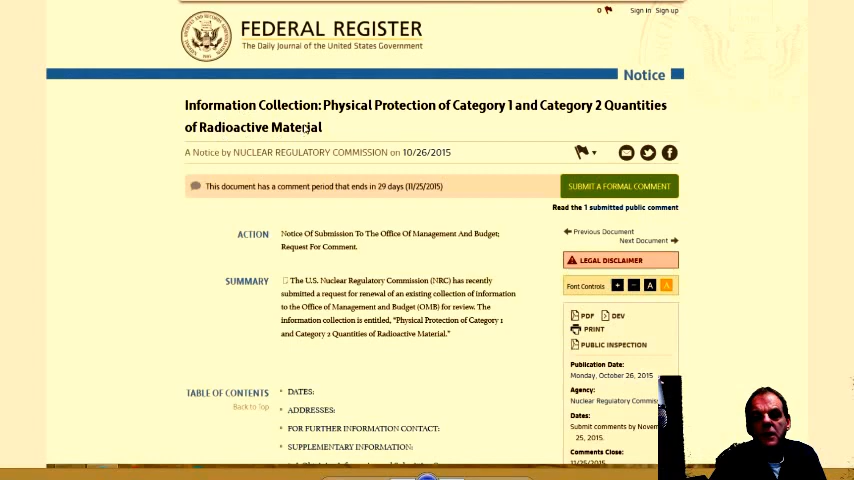 0 Sign in Sign up
FEDERAL REGISTER
The Daily Journal of the United States Government
Notice
Information Collection: Physical Protection of Category 1 and Category 2 Quantities
of Radioactive Material
A Notice by NUCLEAR REGULATORY COMMISSION on 10/26/2015
This document has a comment period that ends in 29 days (11/25/2015)
SUBMIT A FORMAL COMMENT
Read the 1 submitted public comment
ACTION
Notice Of Submission To The Office Of Management And Budget;
Request For Comment.
SUMMARY
The U.S. Nuclear Regulatory Commission (NRC) has recently
submitted a request for renewal of an existing collection of information
to the Office of Management and Budget (OMB) for review. The
information collection is entitled, “Physical Protection of Category 1
and Category 2 Quantities of Radioactive Material.”
TABLE OF CONTENTS
Back to Top
DATES:
ADDRESSES:
FOR FURTHER INFORMATION CONTACT:
SUPPLEMENTARY INFORMATION:
Previous Document
Next Document
LEGAL DISCLAIMER
Font Controls + - A A
PDF DEV
PRINT
PUBLIC INSPECTION
Publication Date:
Monday, October 26, 2015
Agency:
Nuclear Regulatory Commis
Dates:
Submit comments by Novem
25, 2015.
Comments Close:
11/25/2015